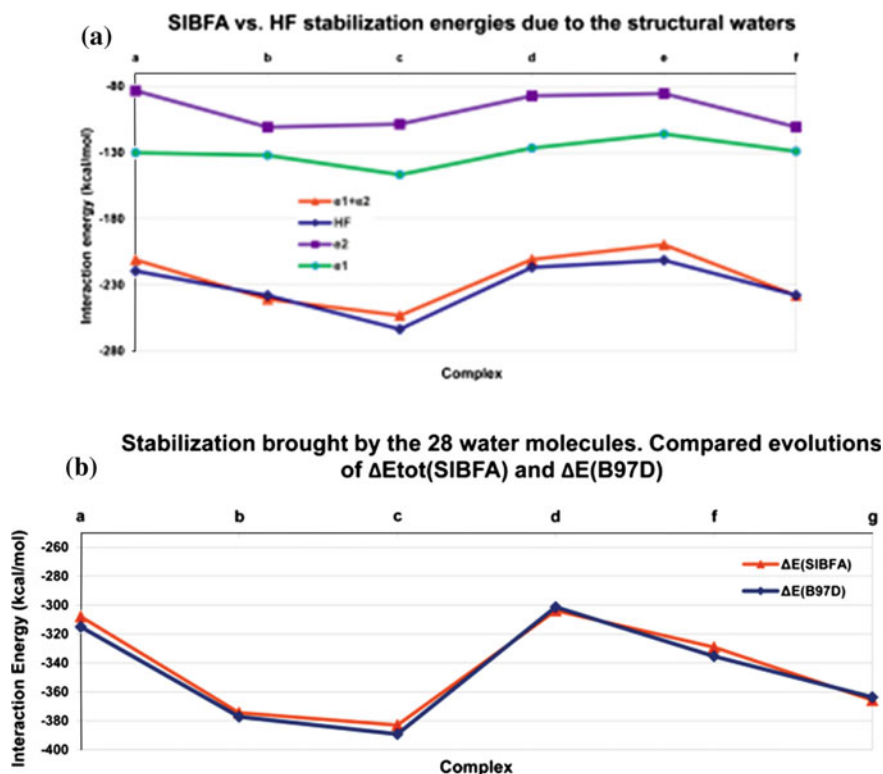 (a)
SIBFA vs. HF stabilization energies due to the structural waters
a b c d e f
-80
-130
-180
-230
-280
Interaction energy (kcal/mol)
e1+e2
HF
e2
e1
Complex
Stabilization brought by the 28 water molecules. Compared evolutions
(b) of ΔEtot(SIBFA) and ΔE(B97D)
a b c d f g
-260
-280
-300
-320
-340
-360
-380
-400
Interaction Energy (kcal/mol)
ΔE(SIBFA)
ΔE(B97D)
Complex